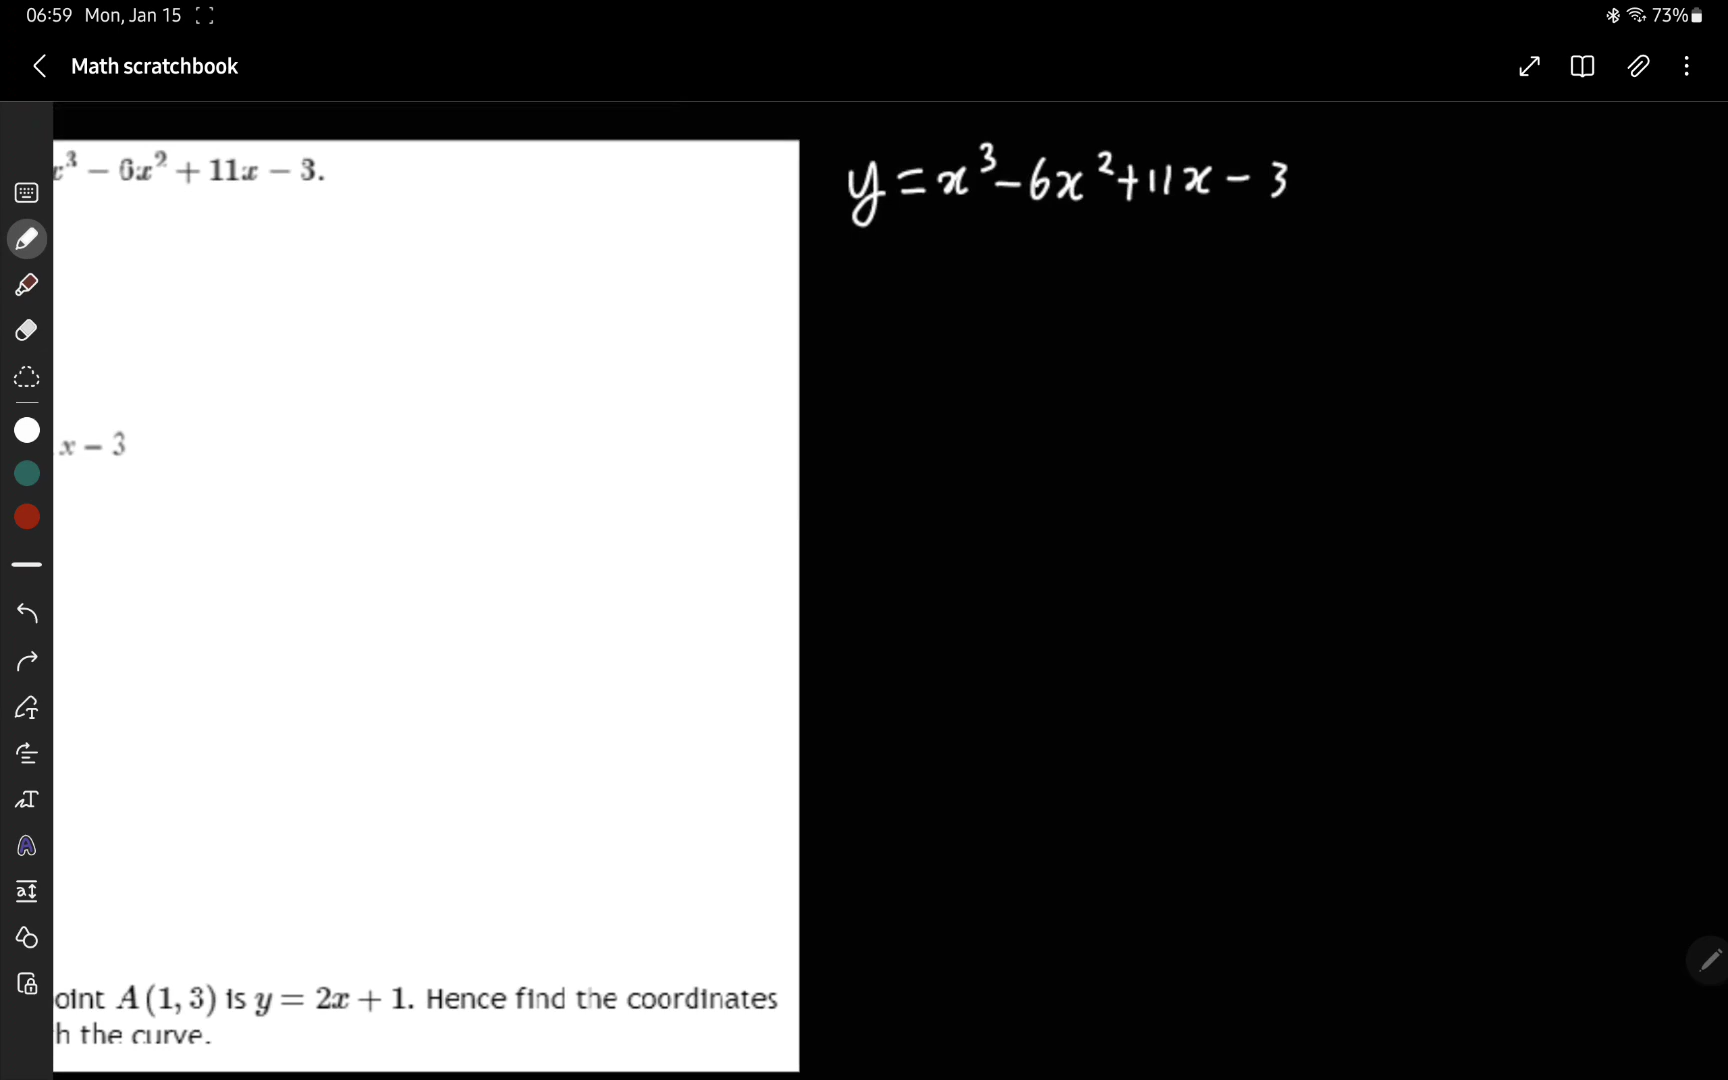 06:59 Mon, Jan 15
73%
Math scratchbook
x³ − 6x² + 11x − 3.
y = x³ − 6x² + 11x − 3
x − 3
oint A (1, 3) is y = 2x + 1. Hence find the coordinates
h the curve.